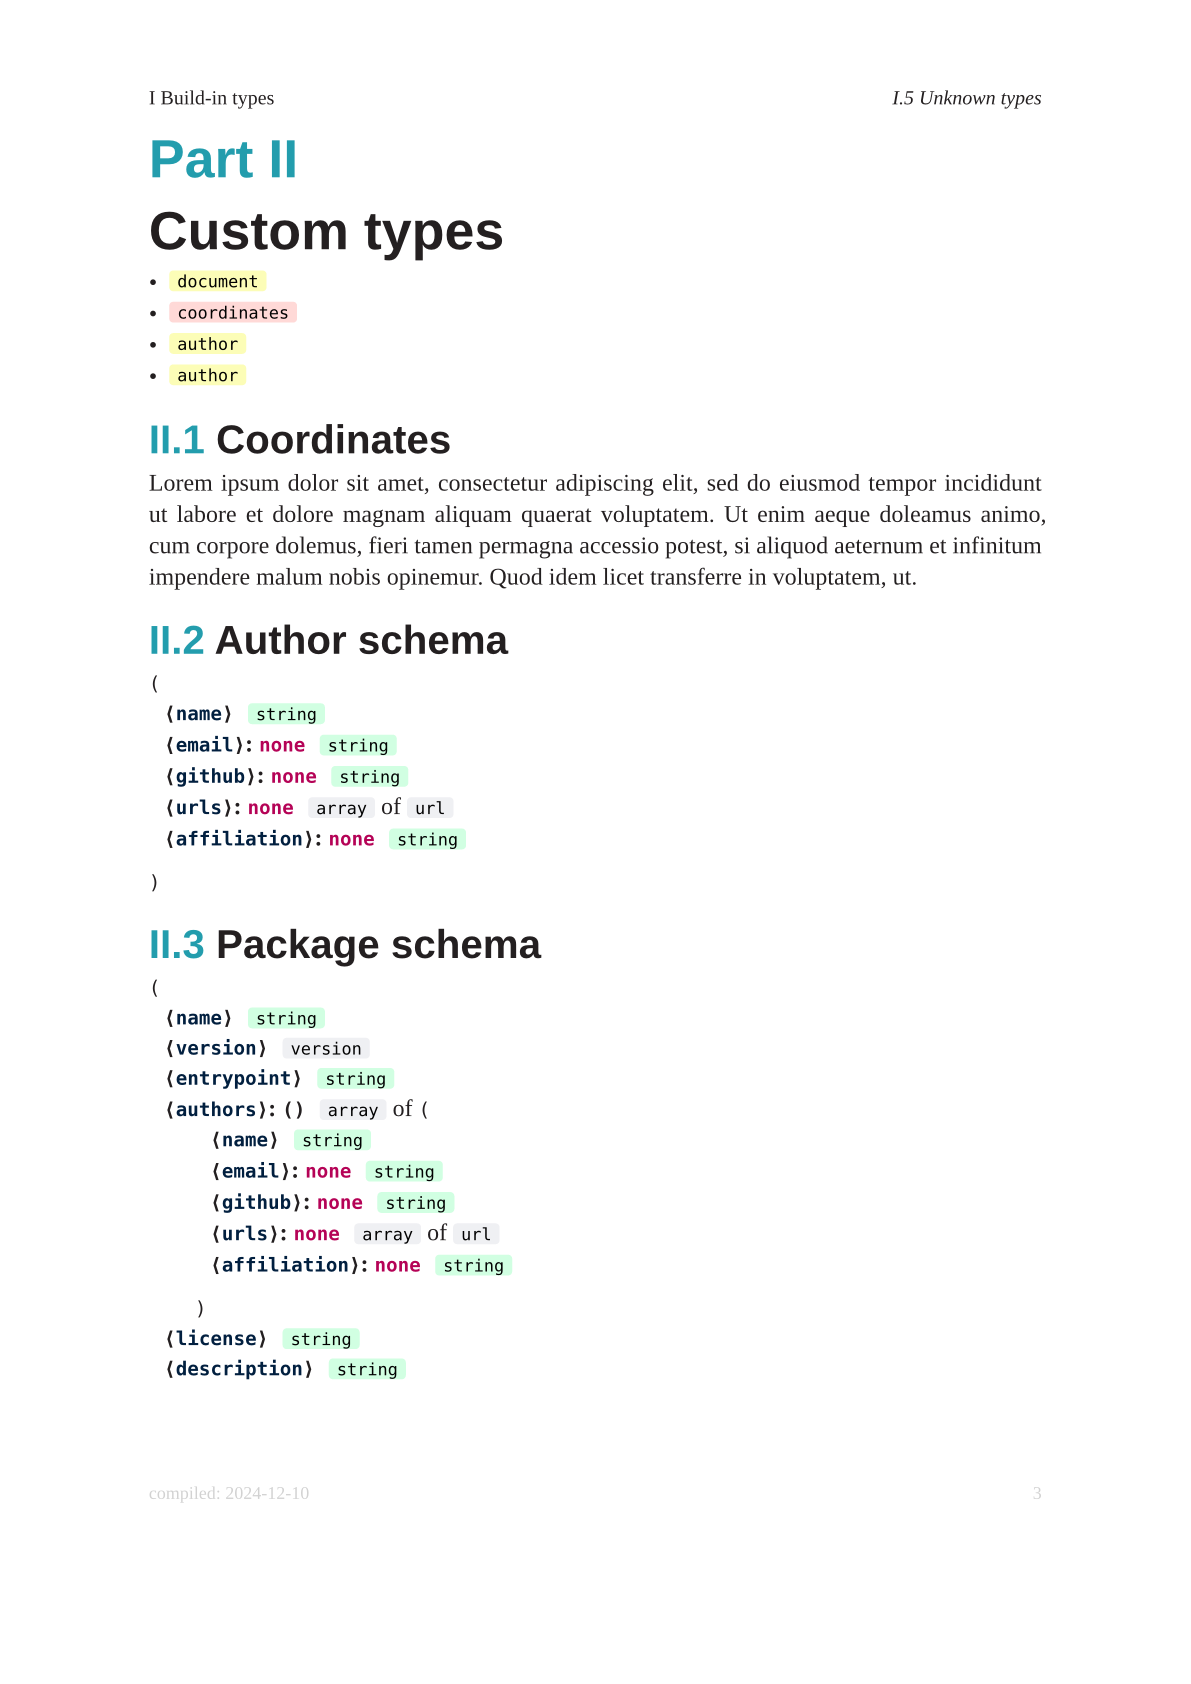 I Build-in types I.5 Unknown types
Part II
Custom types
• document
• coordinates
• author
• author
II.1 Coordinates
Lorem ipsum dolor sit amet, consectetur adipiscing elit, sed do eiusmod tempor incididunt
ut labore et dolore magnam aliquam quaerat voluptatem. Ut enim aeque doleamus animo,
cum corpore dolemus, fieri tamen permagna accessio potest, si aliquod aeternum et infinitum
impendere malum nobis opinemur. Quod idem licet transferre in voluptatem, ut.
II.2 Author schema
(
⟨name⟩ string
⟨email⟩: none string
⟨github⟩: none string
⟨urls⟩: none array of url
⟨affiliation⟩: none string
)
II.3 Package schema
(
⟨name⟩ string
⟨version⟩ version
⟨entrypoint⟩ string
⟨authors⟩: () array of (
⟨name⟩ string
⟨email⟩: none string
⟨github⟩: none string
⟨urls⟩: none array of url
⟨affiliation⟩: none string
)
⟨license⟩ string
⟨description⟩ string
compiled: 2024-12-10 3